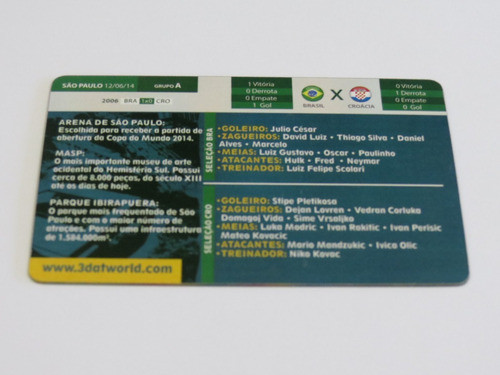 SÃO PAULO 12/06/14 GRUPO A
2006 BRA 1x0 CRO
1 Vitória
0 Derrota
0 Empate
1 Gol
BRASIL
X
CROÁCIA
0 Vitória
1 Derrota
0 Empate
0 Gol
ARENA DE SÃO PAULO:
Escolhida para receber a partida de
abertura da Copa do Mundo 2014.
MASP:
O mais importante museu de arte
ocidental do Hemisfério Sul. Possui
cerca de 8.000 peças, do século XIII
até os dias de hoje.
PARQUE IBIRAPUERA:
O parque mais frequentado de São
Paulo e com o maior número de
atrações. Possui uma infraestrutura
de 1.584.000m².
www.3datworld.com
SELEÇÃO BRA
•GOLEIRO: Julio César
•ZAGUEIROS: David Luiz • Thiago Silva • Daniel
Alves • Marcelo
•MEIAS: Luiz Gustavo • Oscar • Paulinho
•ATACANTES: Hulk • Fred • Neymar
•TREINADOR: Luiz Felipe Scolari
SELEÇÃO CRO
•GOLEIRO: Stipe Pletikosa
•ZAGUEIROS: Dejan Lovren • Vedran Corluka
Domagoj Vida • Sime Vrsaljko
•MEIAS: Luka Modric • Ivan Rakitic • Ivan Perisic
Mateo Kovacic
•ATACANTES: Mario Mandzukic • Ivica Olic
•TREINADOR: Niko Kovac